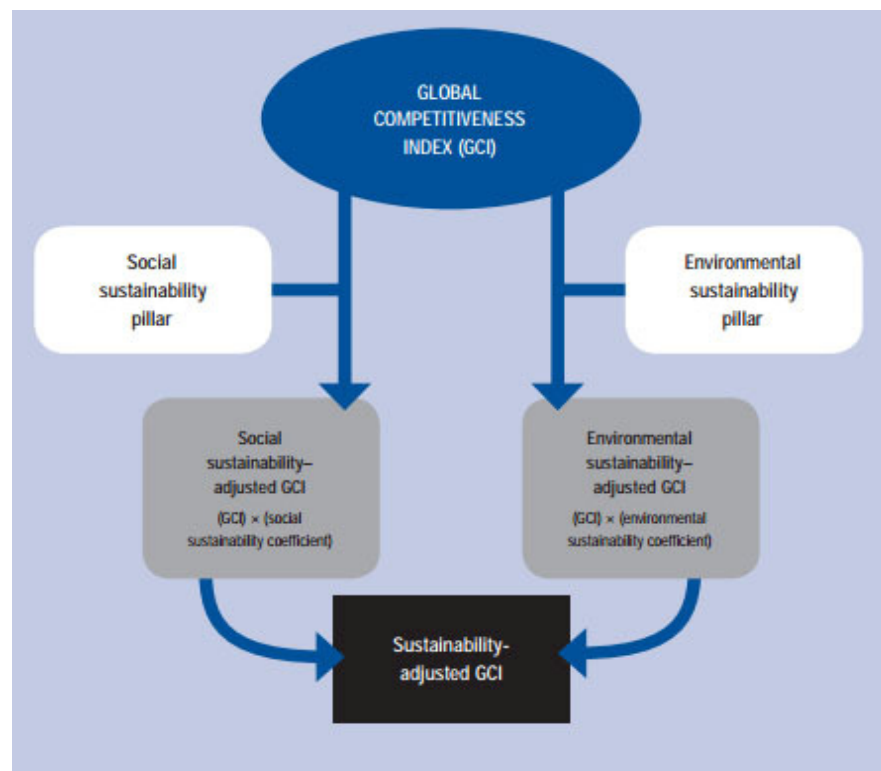 GLOBAL
COMPETITIVENESS
INDEX (GCI)
Social
sustainability
pillar
Environmental
sustainability
pillar
Social
sustainability–
adjusted GCI
(GCI) × (social
sustainability coefficient)
Environmental
sustainability–
adjusted GCI
(GCI) × (environmental
sustainability coefficient)
Sustainability-
adjusted GCI